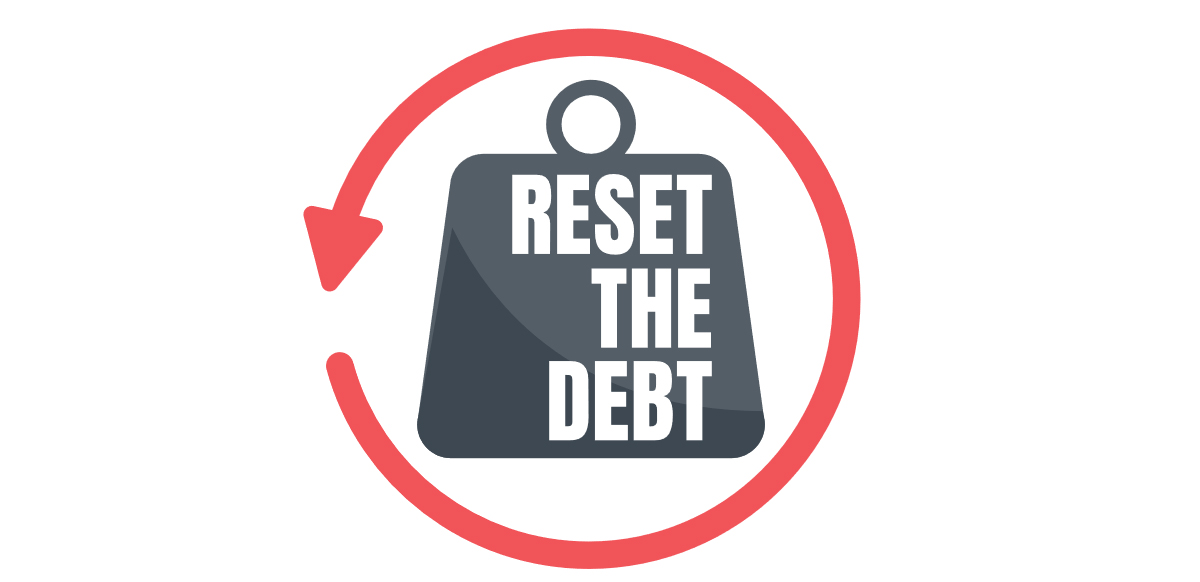 RESET
THE
DEBT